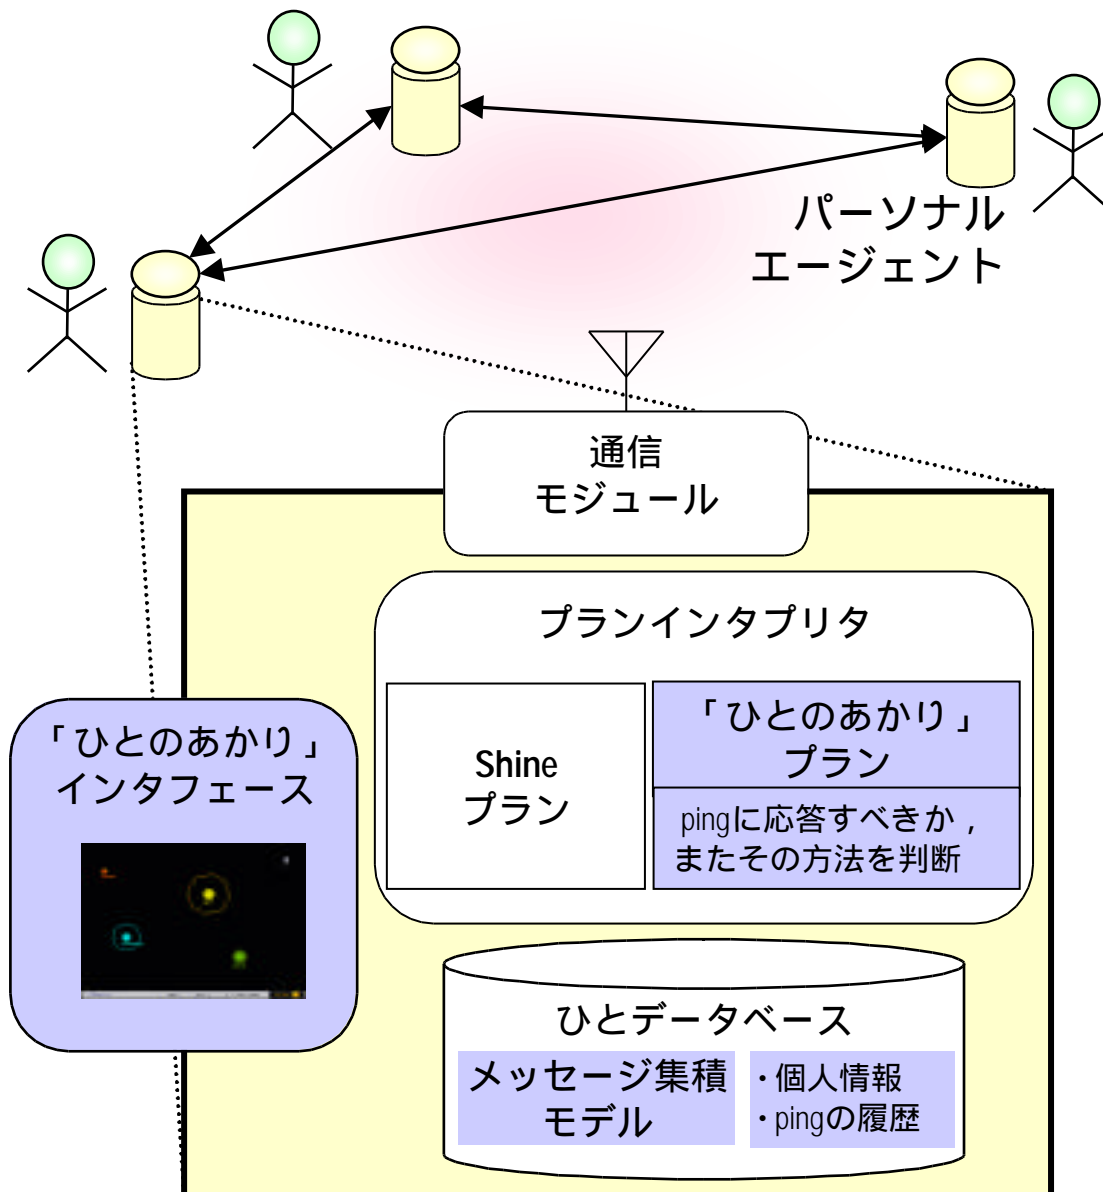 パーソナル
エージェント
通信
モジュール
プランインタプリタ
「ひとのあかり」
インタフェース
Shine
プラン
「ひとのあかり」
プラン
pingに応答すべきか，
またその方法を判断
ひとデータベース
メッセージ集積
モデル
・個人情報
・pingの履歴